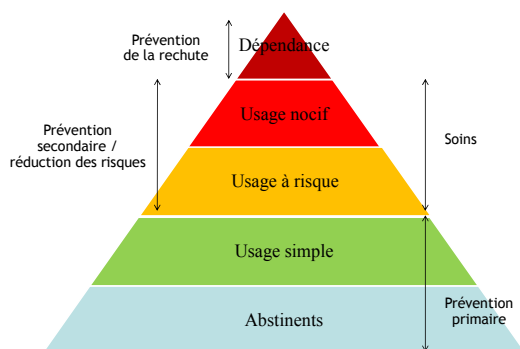 Prévention
de la rechute
Dépendance
Usage nocif
Prévention
secondaire /
réduction des risques
Soins
Usage à risque
Usage simple
Prévention
primaire
Abstinents